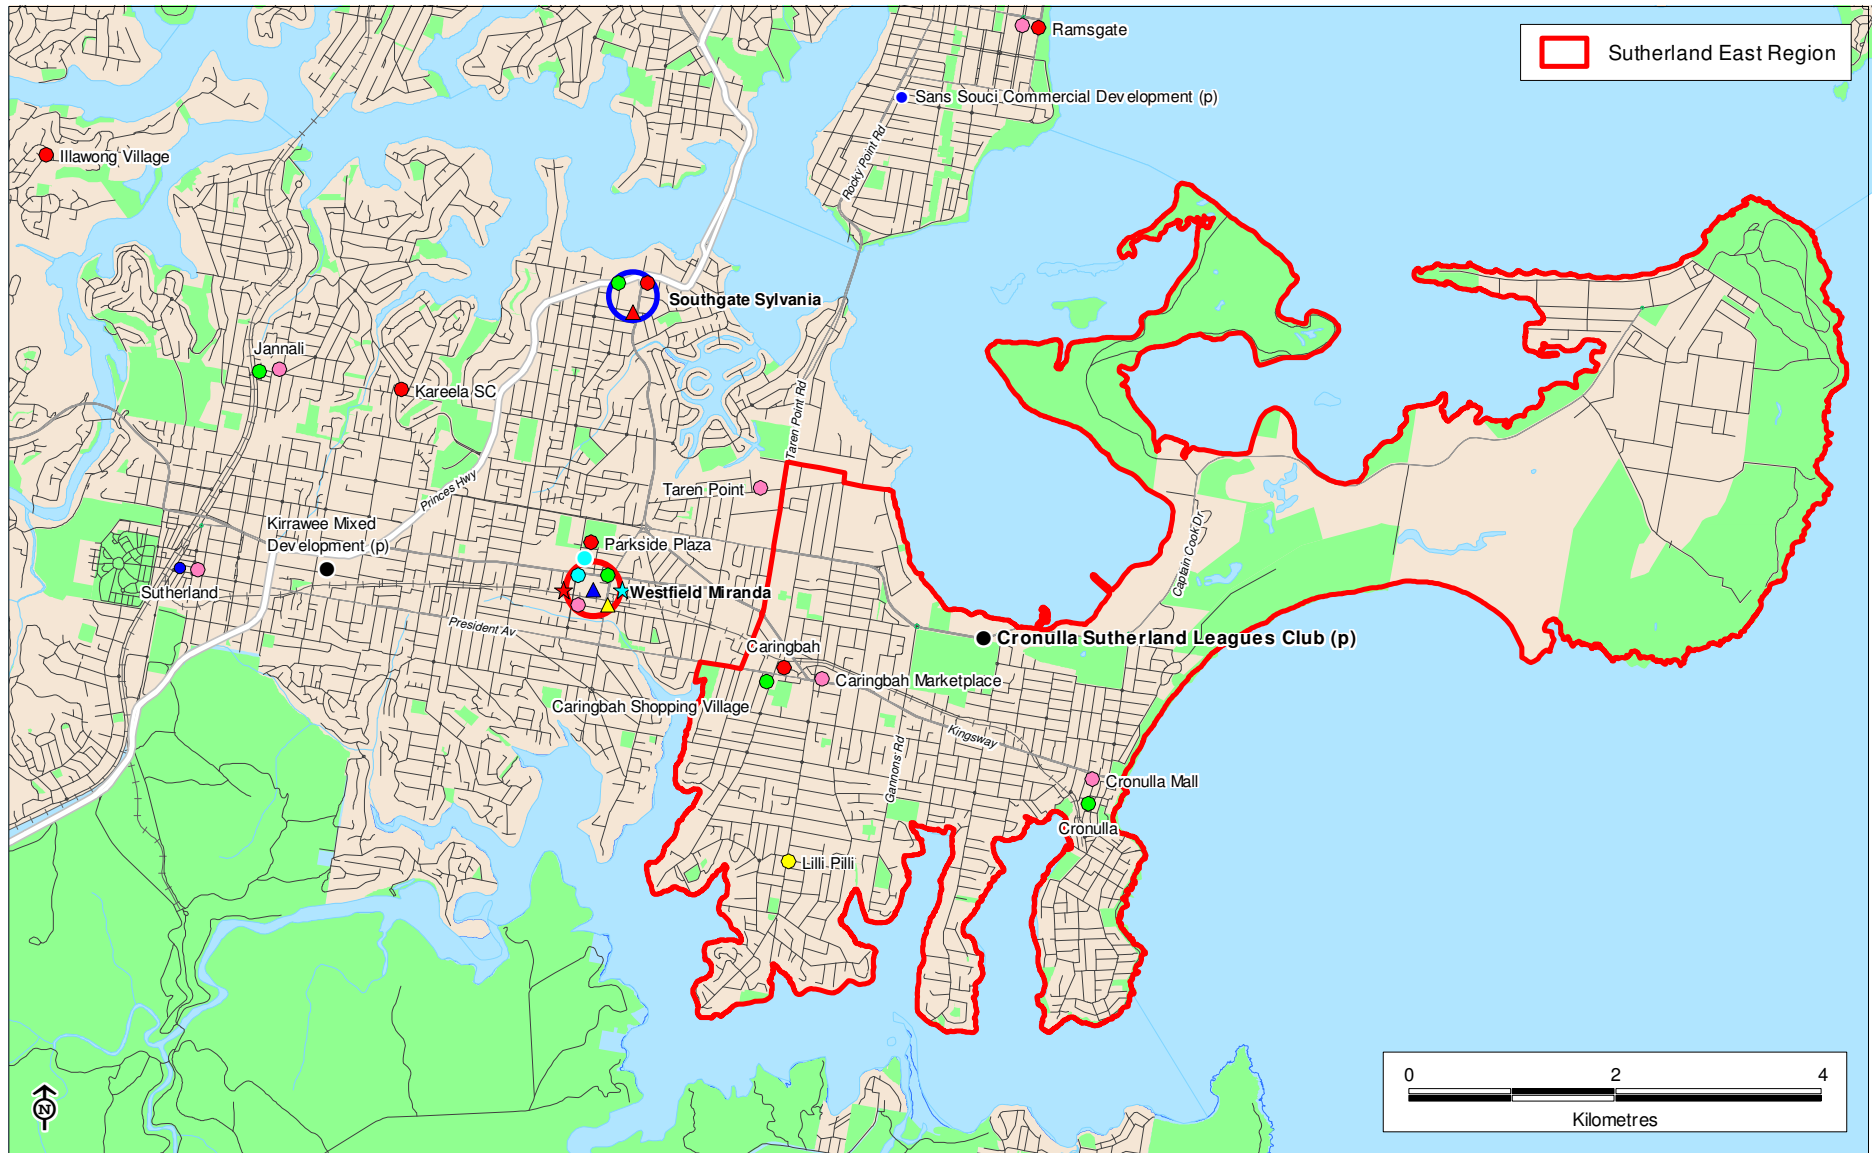 Ramsgate
Sutherland East Region
Sans Souci Commercial Development (p)
Rocky Point Rd
Illawong Village
Southgate Sylvania
Jannali
Kareela SC
Taren Point Rd
Princes Hwy
Taren Point
Kirrawee Mixed
Development (p)
Parkside Plaza
Captain Cook Dr
Sutherland
Westfield Miranda
President Av
Cronulla Sutherland Leagues Club (p)
Caringbah
Caringbah Marketplace
Caringbah Shopping Village
Kingsway
Gannons Rd
Cronulla Mall
Cronulla
Lilli Pilli
N
0 2 4
Kilometres